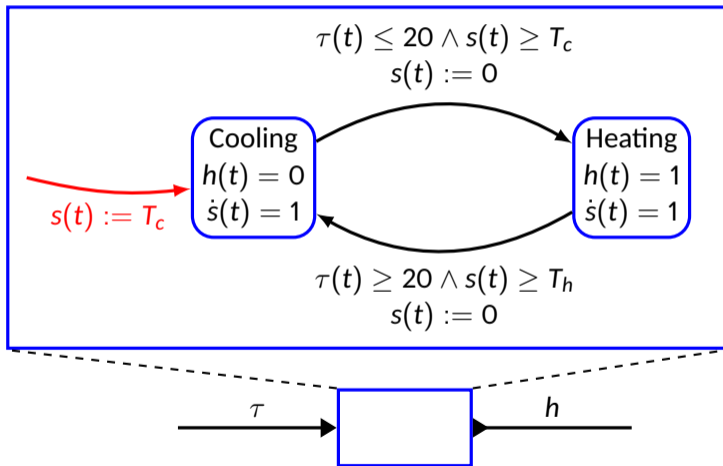 τ(t) ≤ 20 ∧ s(t) ≥ T_c
s(t) := 0
Cooling
h(t) = 0
ṡ(t) = 1
Heating
h(t) = 1
ṡ(t) = 1
s(t) := T_c
τ(t) ≥ 20 ∧ s(t) ≥ T_h
s(t) := 0
τ
h